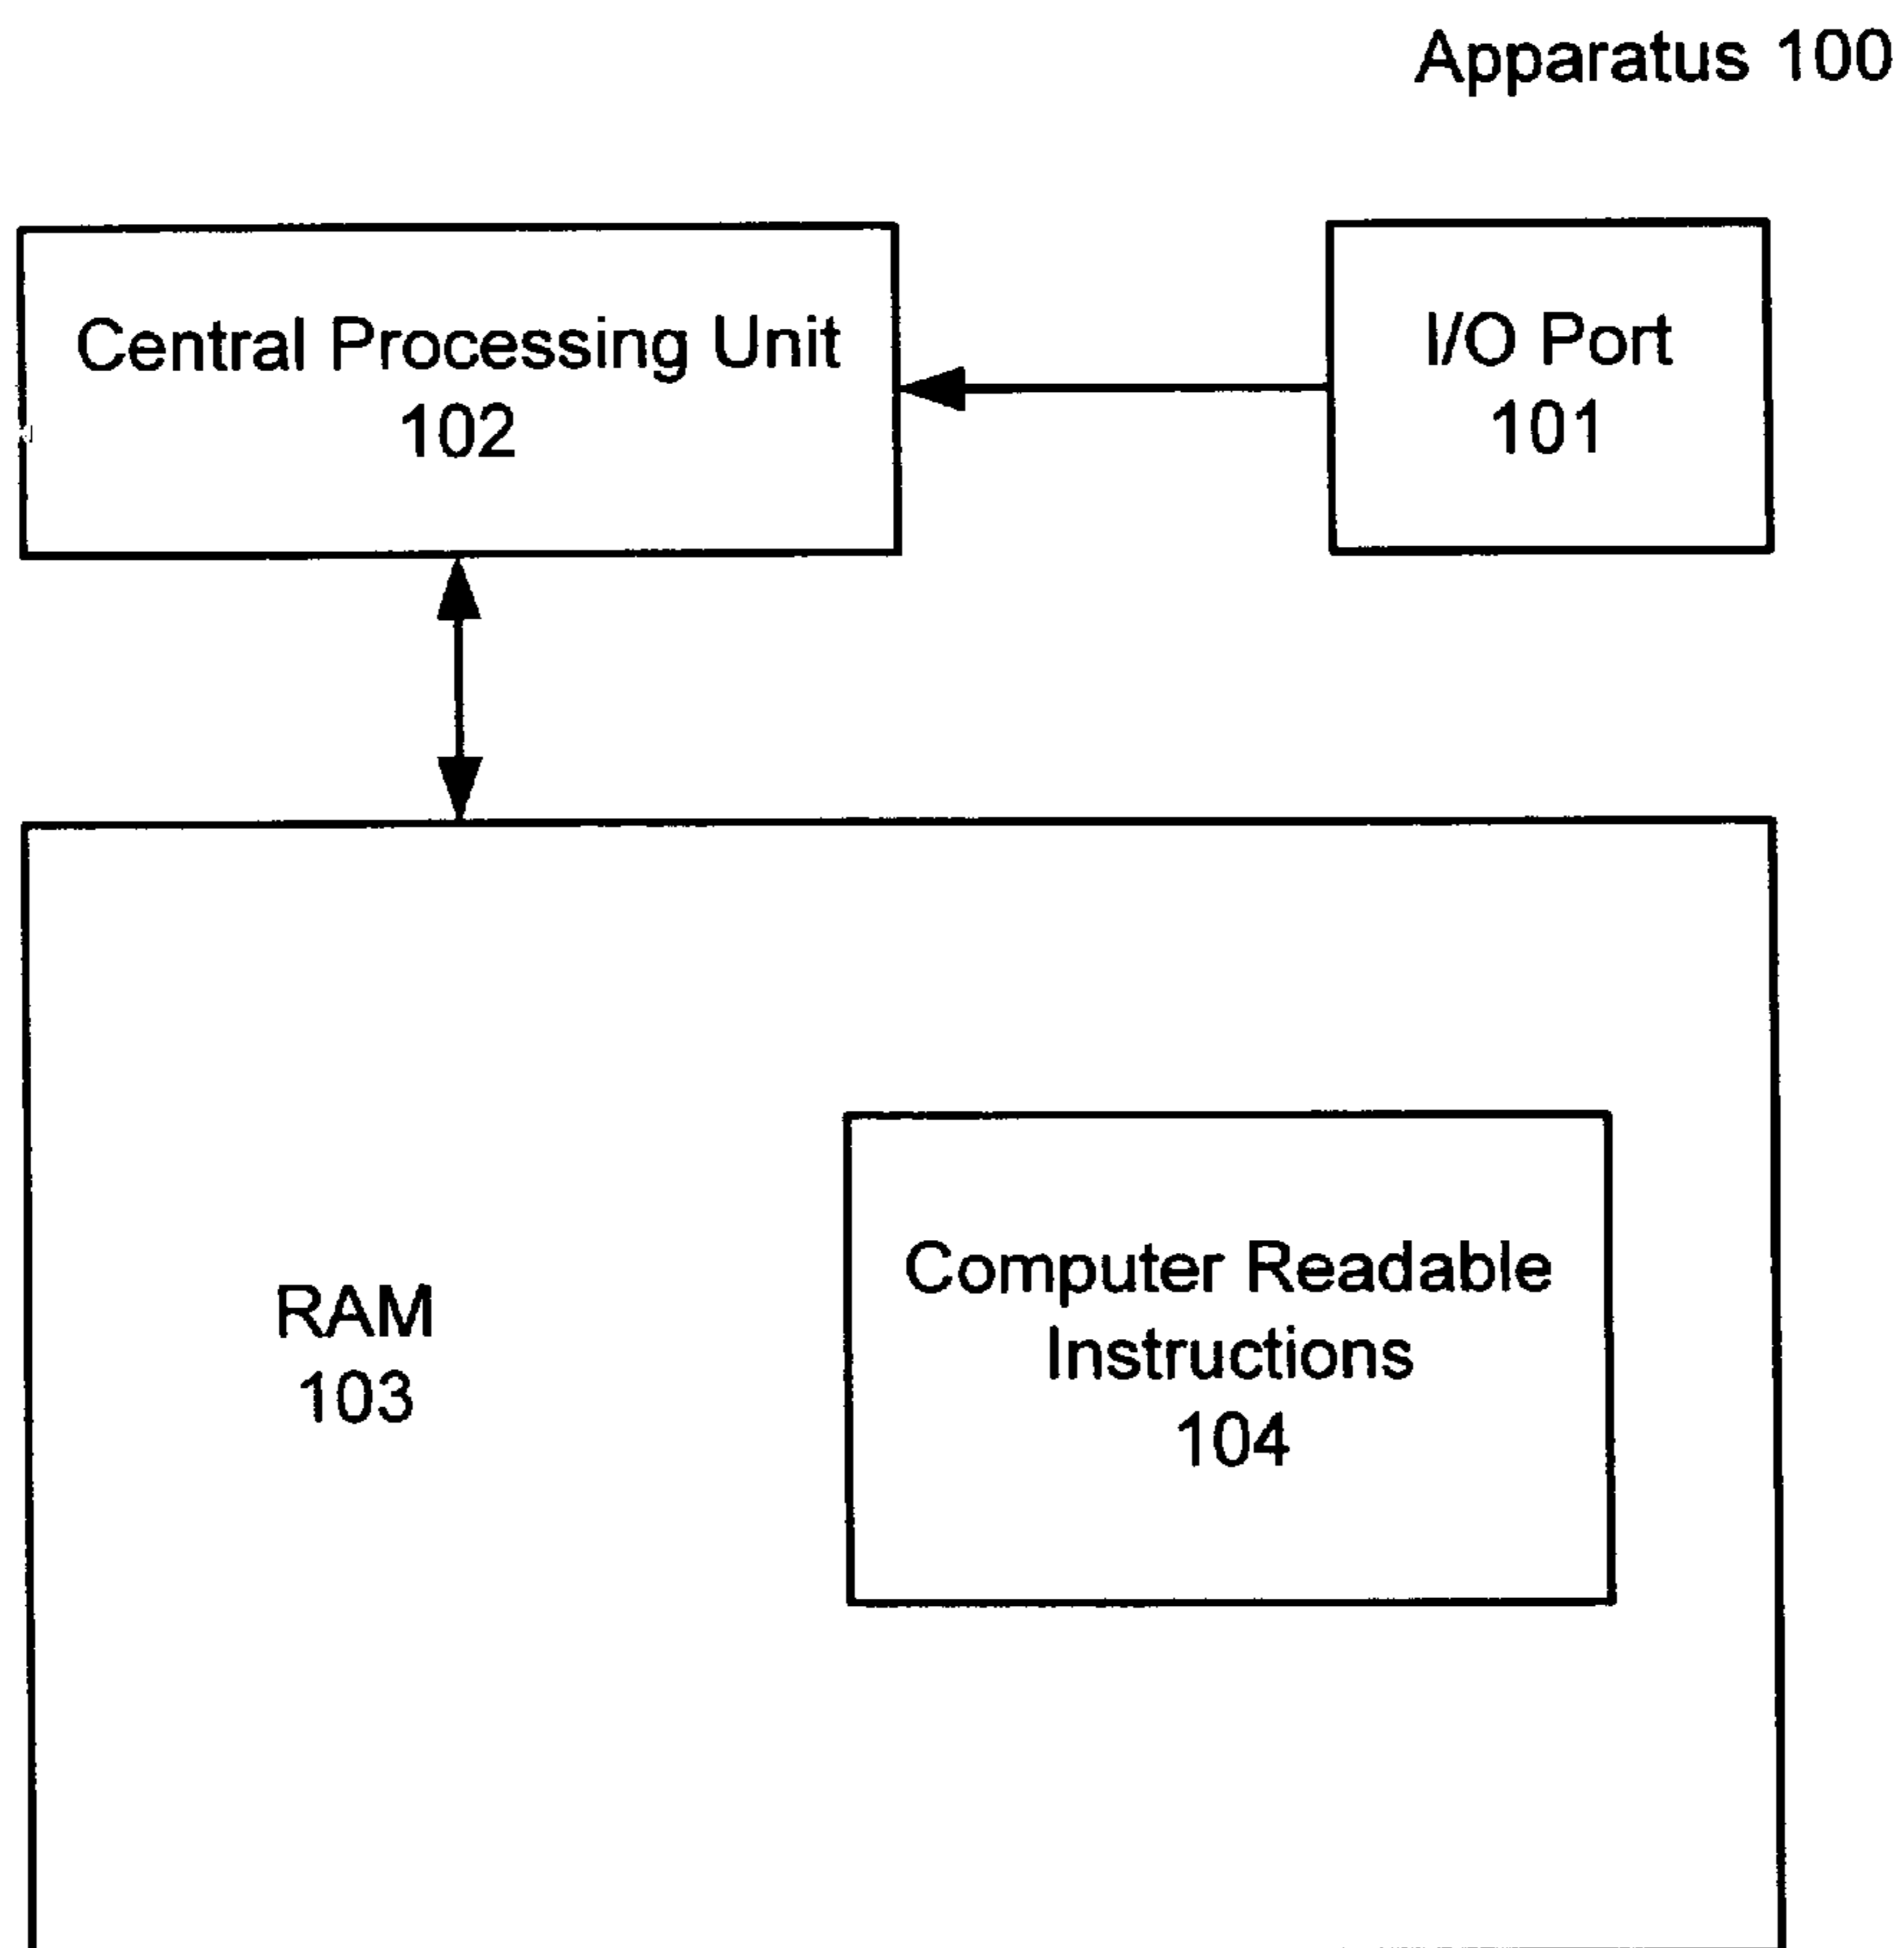 Apparatus 100
Central Processing Unit
102
I/O Port
101
RAM
103
Computer Readable
Instructions
104